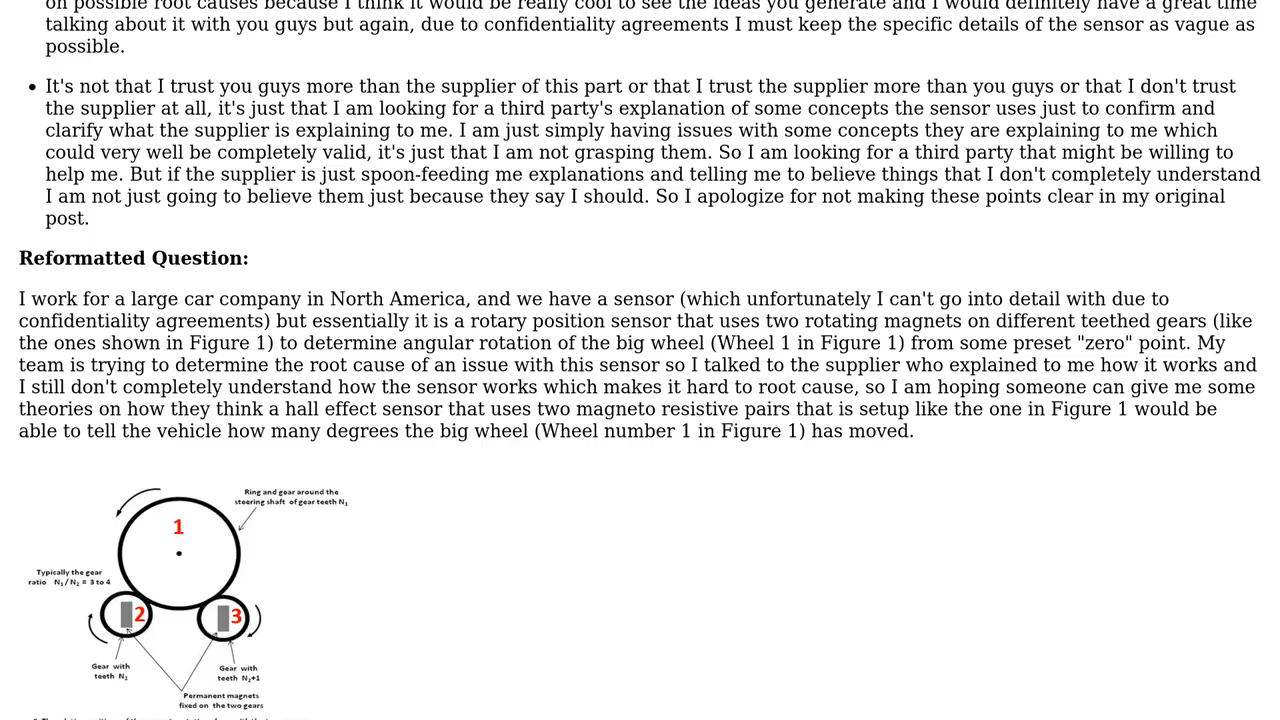 on possible root causes because I think it would be really cool to see the ideas you generate and I would definitely have a great time
talking about it with you guys but again, due to confidentiality agreements I must keep the specific details of the sensor as vague as
possible.
• It's not that I trust you guys more than the supplier of this part or that I trust the supplier more than you guys or that I don't trust
the supplier at all, it's just that I am looking for a third party's explanation of some concepts the sensor uses just to confirm and
clarify what the supplier is explaining to me. I am just simply having issues with some concepts they are explaining to me which
could very well be completely valid, it's just that I am not grasping them. So I am looking for a third party that might be willing to
help me. But if the supplier is just spoon-feeding me explanations and telling me to believe things that I don't completely understand
I am not just going to believe them just because they say I should. So I apologize for not making these points clear in my original
post.
Reformatted Question:
I work for a large car company in North America, and we have a sensor (which unfortunately I can't go into detail with due to
confidentiality agreements) but essentially it is a rotary position sensor that uses two rotating magnets on different teethed gears (like
the ones shown in Figure 1) to determine angular rotation of the big wheel (Wheel 1 in Figure 1) from some preset "zero" point. My
team is trying to determine the root cause of an issue with this sensor so I talked to the supplier who explained to me how it works and
I still don't completely understand how the sensor works which makes it hard to root cause, so I am hoping someone can give me some
theories on how they think a hall effect sensor that uses two magneto resistive pairs that is setup like the one in Figure 1 would be
able to tell the vehicle how many degrees the big wheel (Wheel number 1 in Figure 1) has moved.
Ring and gear around the
steering shaft of gear teeth N₁
1
Typically the gear
ratio N₁/N₂ = 3 to 4
2
3
Gear with
teeth N₂
Gear with
teeth N₂+1
Permanent magnets
fixed on the two gears